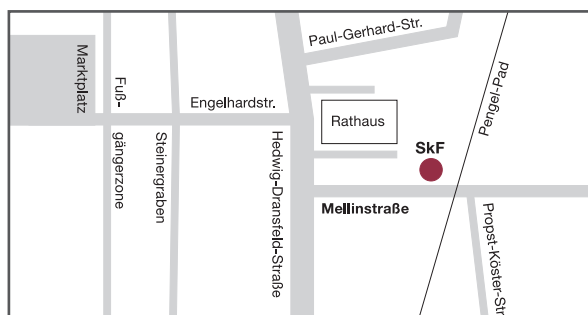 Paul-Gerhard-Str.
Marktplatz
Fuß-
gängerzone
Steinergraben
Engelhardstr.
Hedwig-Dransfeld-Straße
Rathaus
SkF
Mellinstraße
Pengel-Pad
Propst-Köster-Str.